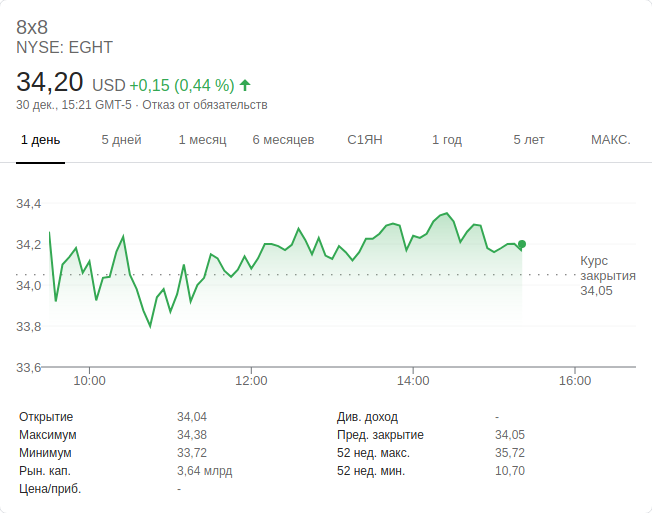 8x8
NYSE: EGHT
34,20 USD +0,15 (0,44 %)
30 дек., 15:21 GMT-5 · Отказ от обязательств
1 день 5 дней 1 месяц 6 месяцев С1ЯН 1 год 5 лет МАКС.
34,4
34,2
34,0
33,8
33,6
Курс
закрытия
34,05
10:00 12:00 14:00 16:00
Открытие 34,04 Див. доход -
Максимум 34,38 Пред. закрытие 34,05
Минимум 33,72 52 нед. макс. 35,72
Рын. кап. 3,64 млрд 52 нед. мин. 10,70
Цена/приб. -